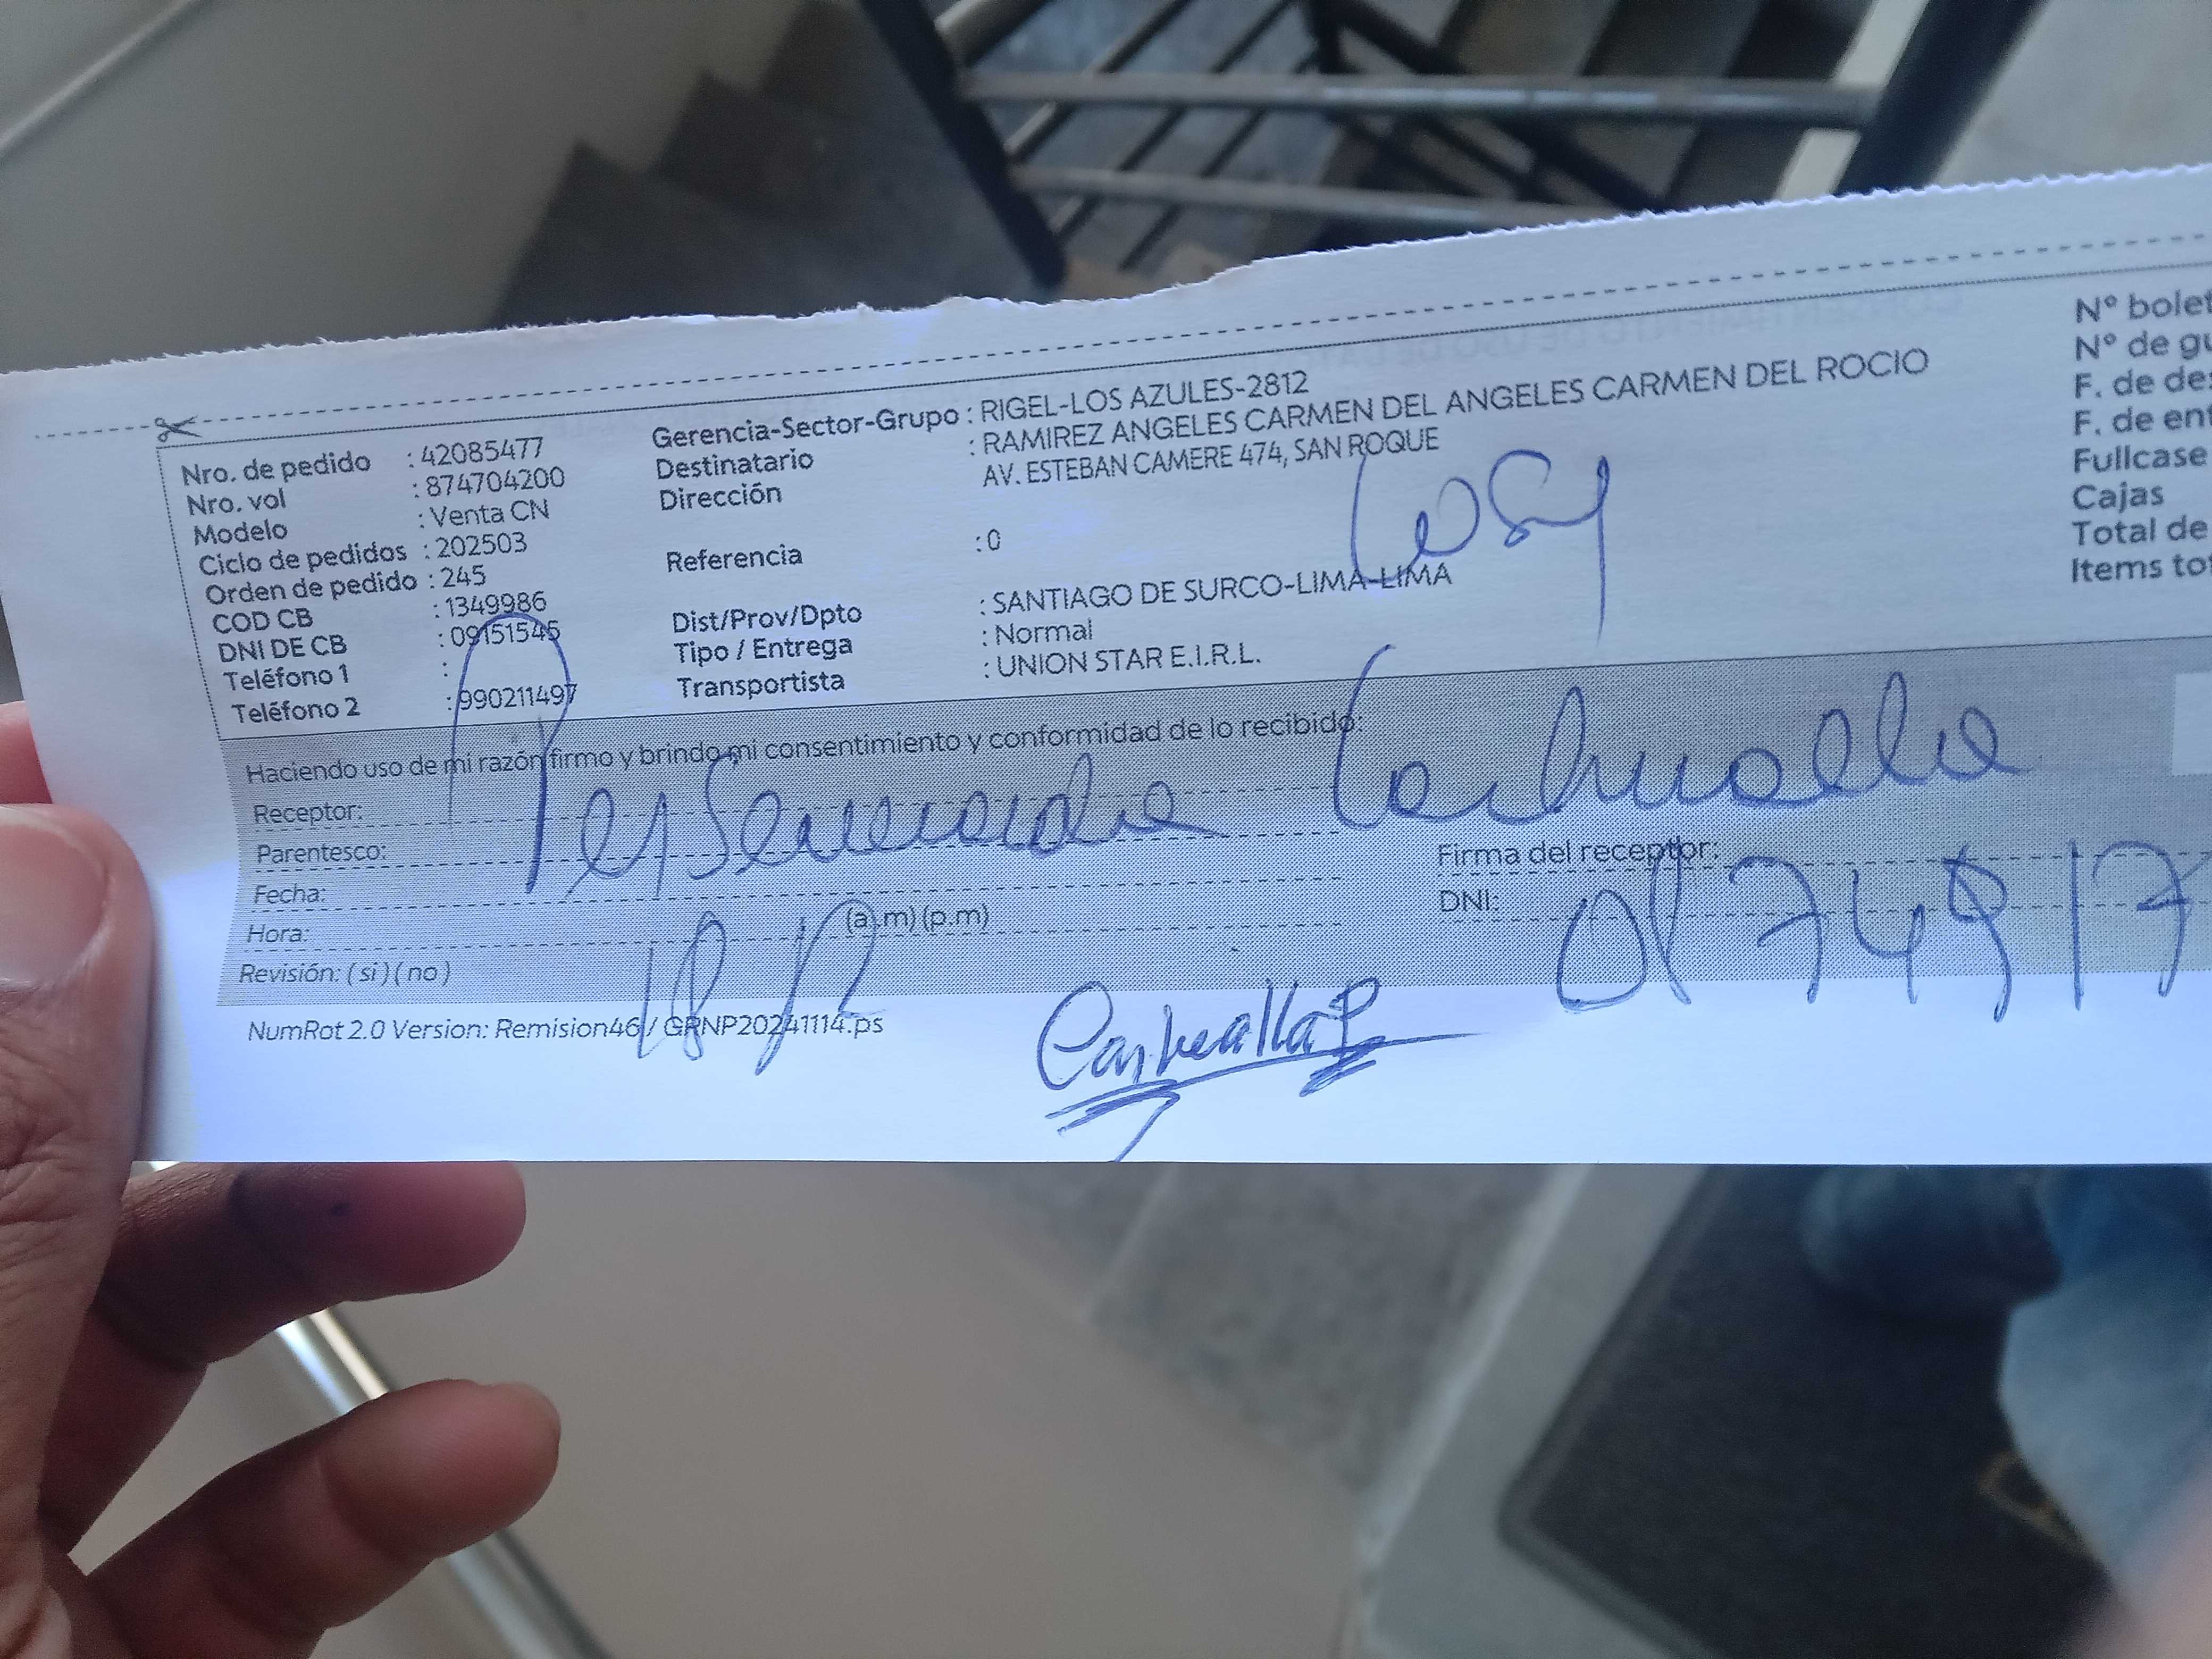 Nro. de pedido : 42085477
Nro. vol : 874704200
Modelo : Venta CN
Ciclo de pedidos : 202503
Orden de pedido : 245
COD CB : 1349986
DNI DE CB : 09151545
Teléfono 1 :
Teléfono 2 : 990211497
Gerencia-Sector-Grupo : RIGEL-LOS AZULES-2812
Destinatario : RAMIREZ ANGELES CARMEN DEL ANGELES CARMEN DEL ROCIO
Dirección AV. ESTEBAN CAMERE 474, SAN ROQUE
Referencia : 0
Dist/Prov/Dpto : SANTIAGO DE SURCO-LIMA-LIMA
Tipo / Entrega : Normal
Transportista : UNION STAR E.I.R.L.
Nº bolet
Nº de gu
F. de des
F. de ent
Fullcase
Cajas
Total de
Items tot
Haciendo uso de mi razón firmo y brindo mi consentimiento y conformidad de lo recibido:
Receptor:
Parentesco:
Fecha:
Hora: (a.m) (p.m)
Revisión: ( si ) ( no )
Firma del receptor:
DNI:
18/12
NumRot 2.0 Version: Remision46 / GRNP20241114.ps